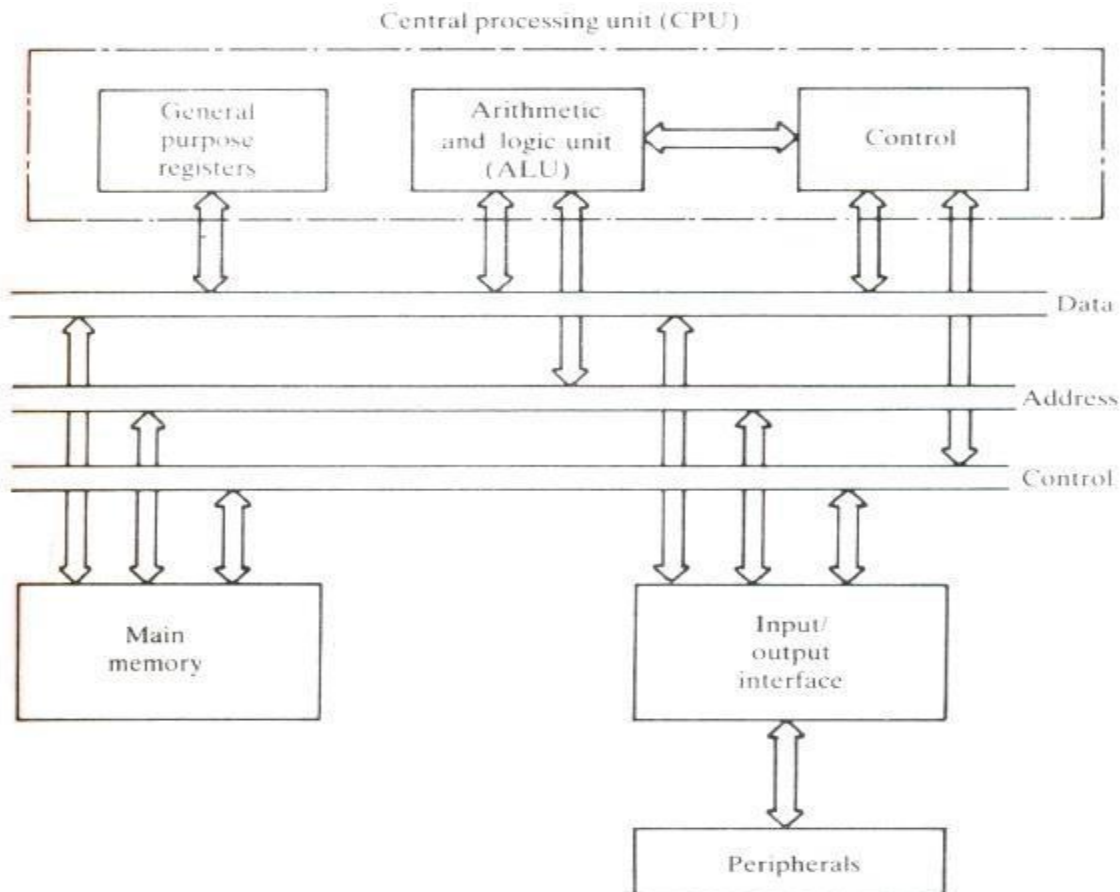 Central processing unit (CPU)
General
purpose
registers
Arithmetic
and logic unit
(ALU)
Control
Data
Address
Control
Main
memory
Input/
output
interface
Peripherals